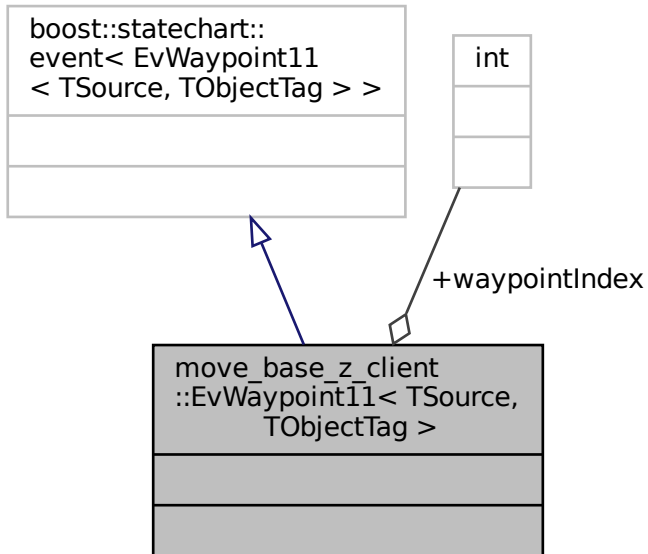 boost::statechart::
event< EvWaypoint11
< TSource, TObjectTag > >
int
+waypointIndex
move_base_z_client
::EvWaypoint11< TSource,
TObjectTag >